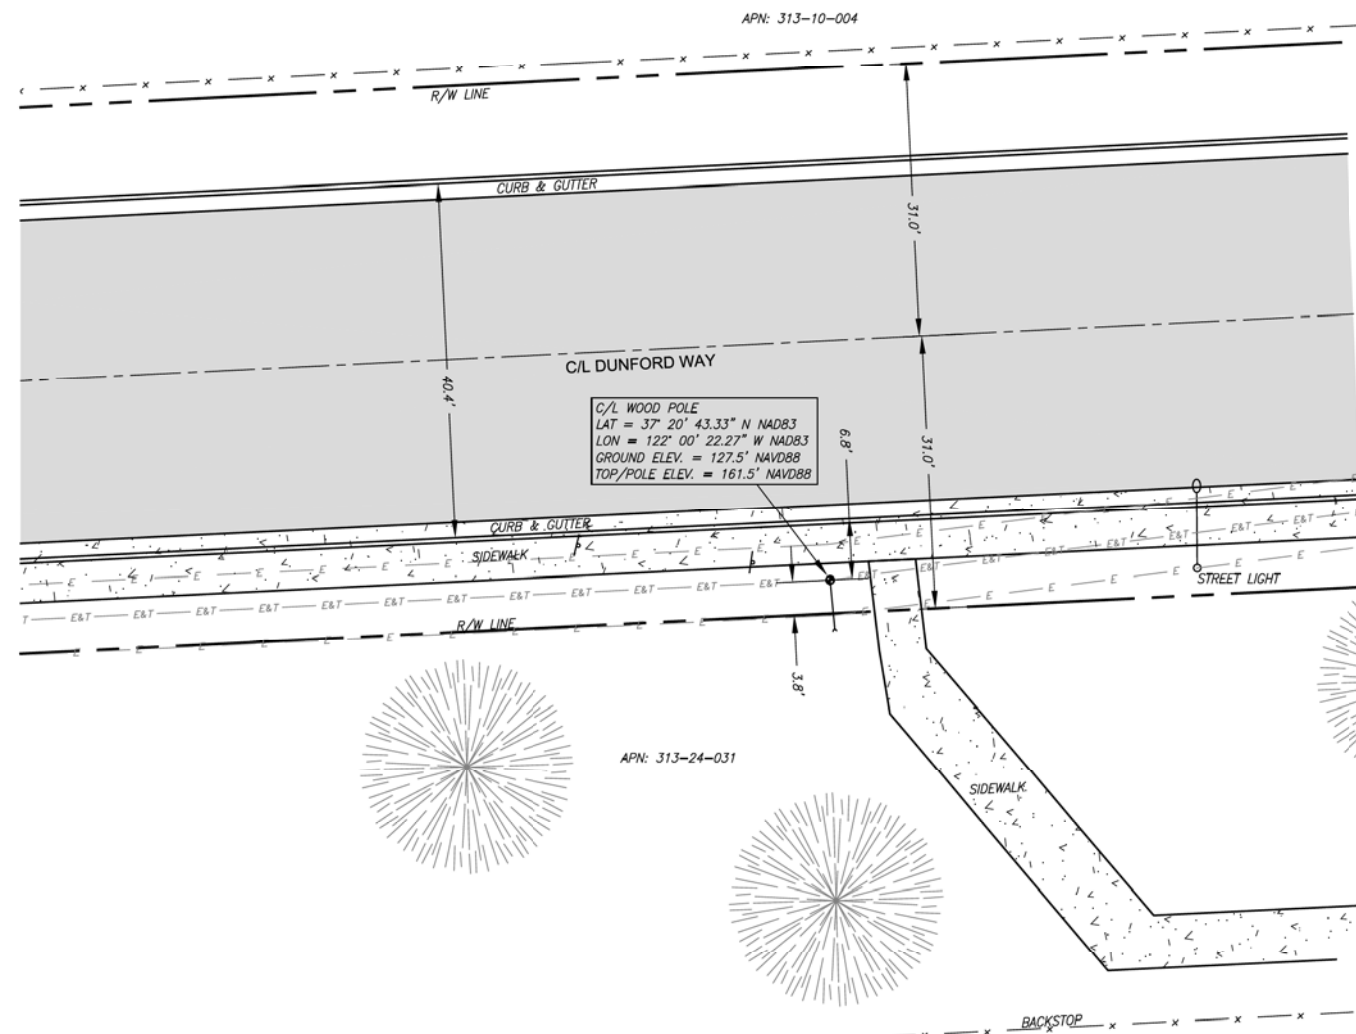 APN: 313-10-004
R/W LINE
CURB & GUTTER
31.0'
C/L DUNFORD WAY
40.4'
C/L WOOD POLE
LAT = 37° 20' 43.33" N NAD83
LON = 122° 00' 22.27" W NAD83
GROUND ELEV. = 127.5' NAVD88
TOP/POLE ELEV. = 161.5' NAVD88
6.8'
31.0'
CURB & GUTTER
SIDEWALK
E E E E E E E E E
E&T E&T E&T E&T E&T E&T E&T E&T E&T E&T
T E&T E&T E&T E&T E&T E&T E&T E&T E&T E&T E&T E&T
STREET LIGHT
E E E E E E
R/W LINE
E E E E E E E E E E E
3.8'
APN: 313-24-031
SIDEWALK
BACKSTOP